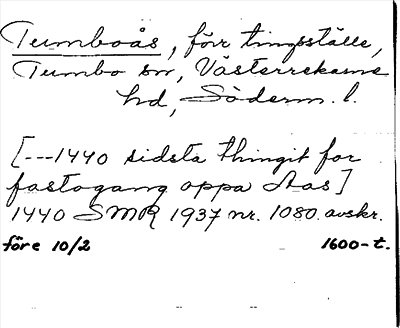 Tumboås, förr tingsställe,
Tumbo sn, Västerrekarne
hd, Söderm. l.
[---1440 sidsta thingit for
fastogang oppa Aas]
1440 SMR 1937 nr. 1080. avskr.
före 10/2 1600-t.